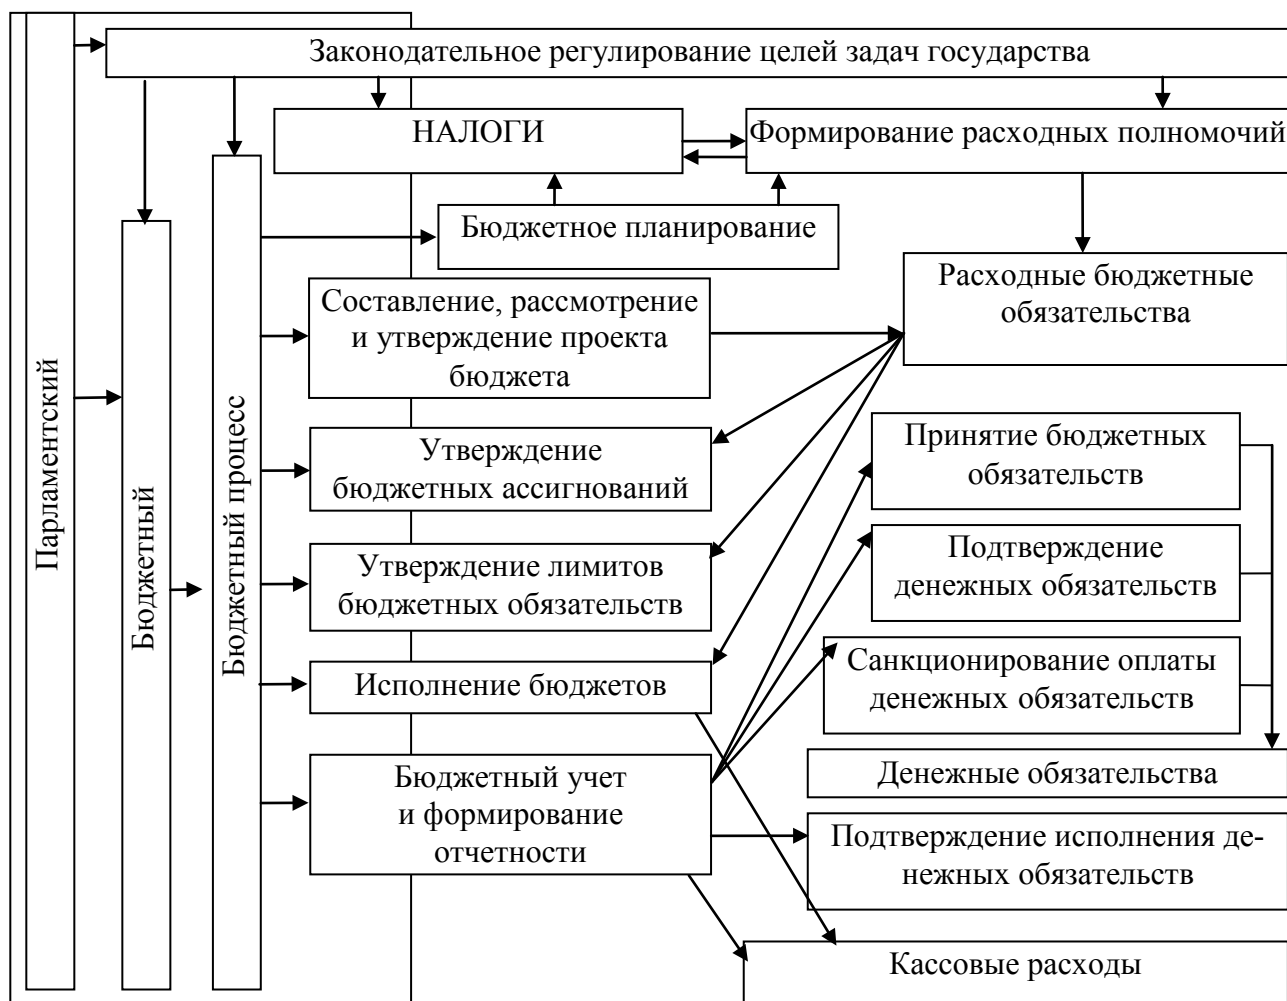 Законодательное регулирование целей задач государства
НАЛОГИ
Формирование расходных полномочий
Бюджетное планирование
Расходные бюджетные
обязательства
Составление, рассмотрение
и утверждение проекта
бюджета
Парламентский
Бюджетный
Бюджетный процесс
Утверждение
бюджетных ассигнований
Принятие бюджетных
обязательств
Утверждение лимитов
бюджетных обязательств
Подтверждение
денежных обязательств
Исполнение бюджетов
Санкционирование оплаты
денежных обязательств
Бюджетный учет
и формирование
отчетности
Денежные обязательства
Подтверждение исполнения де-
нежных обязательств
Кассовые расходы